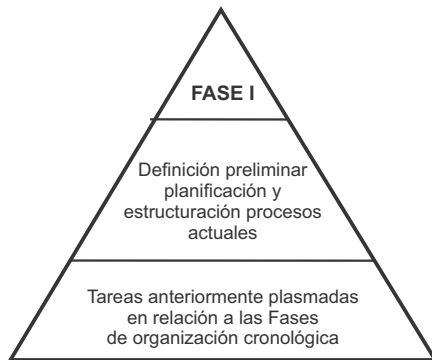 FASE I
Definición preliminar
planificación y
estructuración procesos
actuales
Tareas anteriormente plasmadas
en relación a las Fases
de organización cronológica